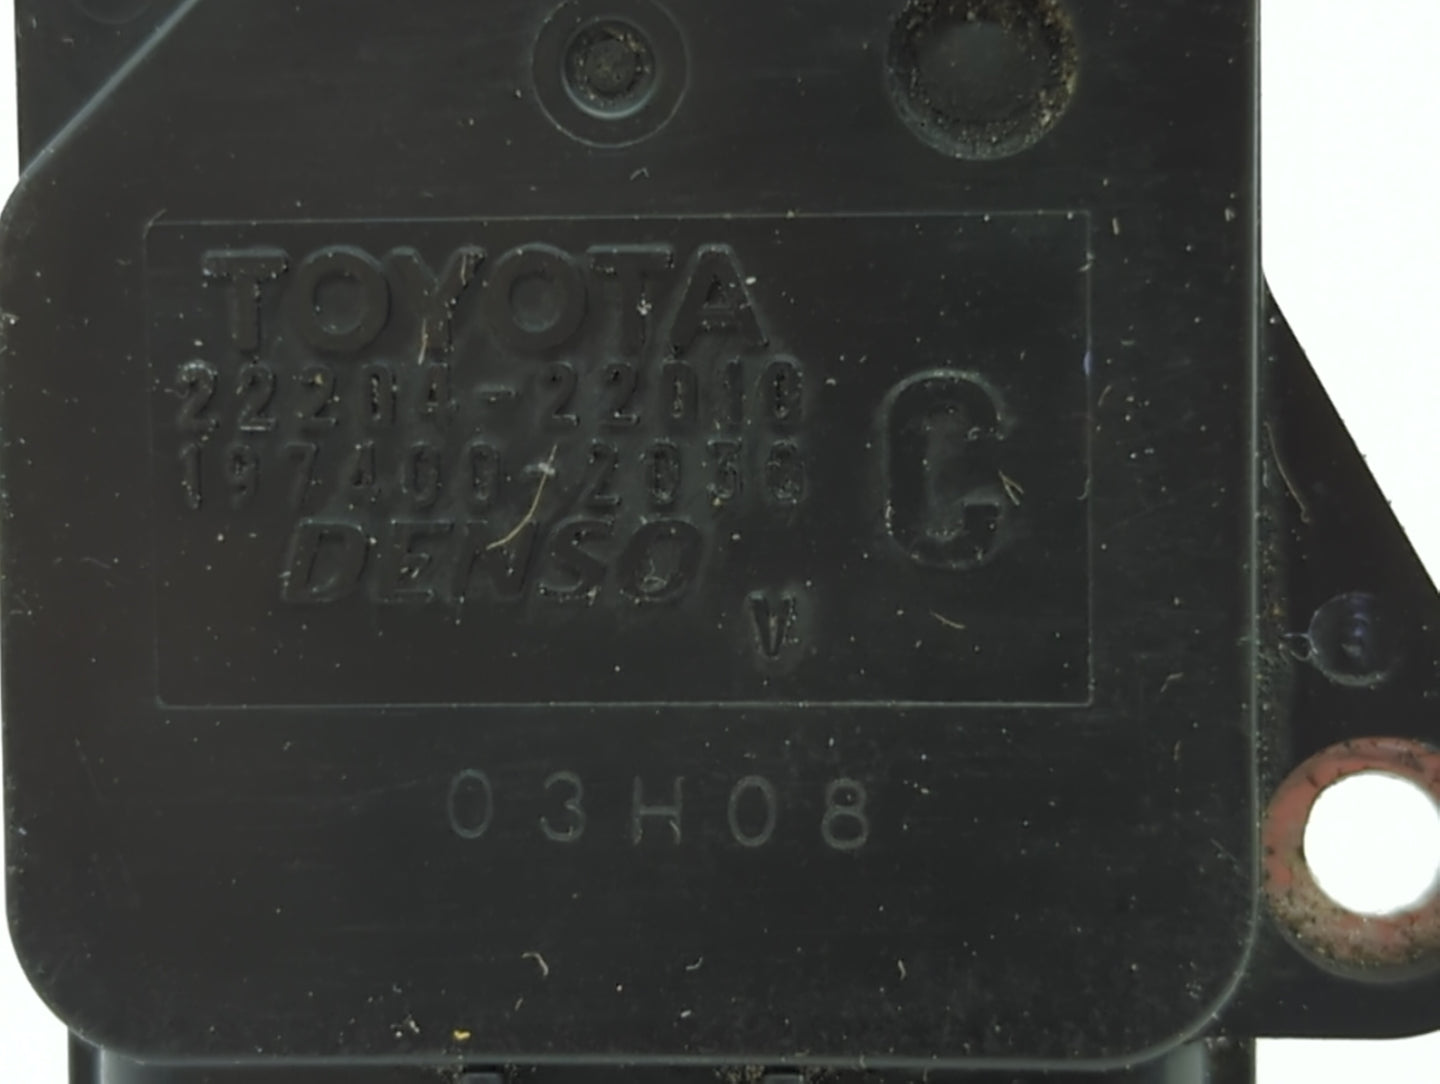 TOYOTA
22204-22010
197400-2030
C
DENSO
V
03H08